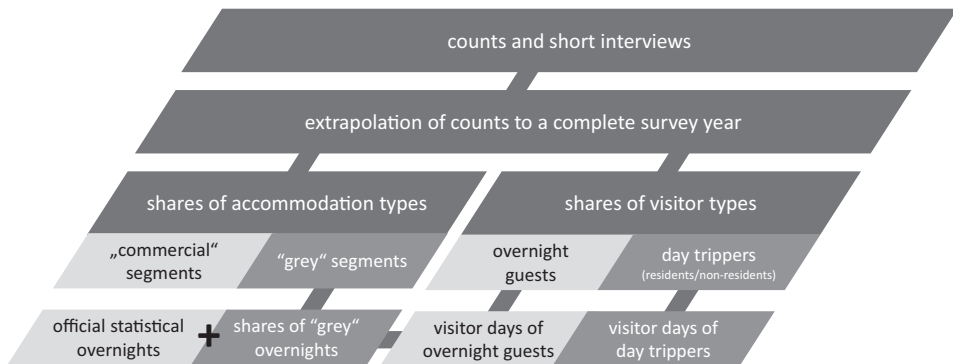 counts and short interviews
extrapolation of counts to a complete survey year
shares of accommodation types
shares of visitor types
„commercial“
segments
“grey” segments
overnight
guests
day trippers
(residents/non-residents)
official statistical
overnights
+
shares of “grey”
overnights
visitor days of
overnight guests
visitor days of
day trippers